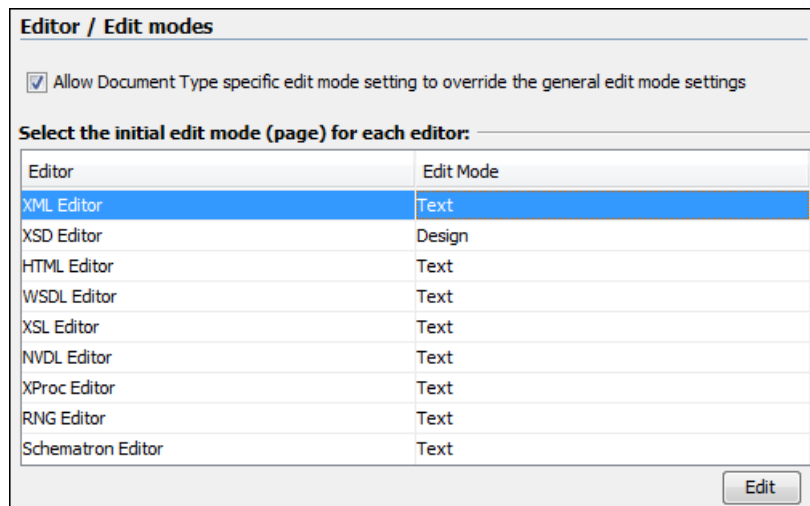 Editor / Edit modes
Allow Document Type specific edit mode setting to override the general edit mode settings
Select the initial edit mode (page) for each editor:
Editor Edit Mode
XML Editor Text
XSD Editor Design
HTML Editor Text
WSDL Editor Text
XSL Editor Text
NVDL Editor Text
XProc Editor Text
RNG Editor Text
Schematron Editor Text
Edit